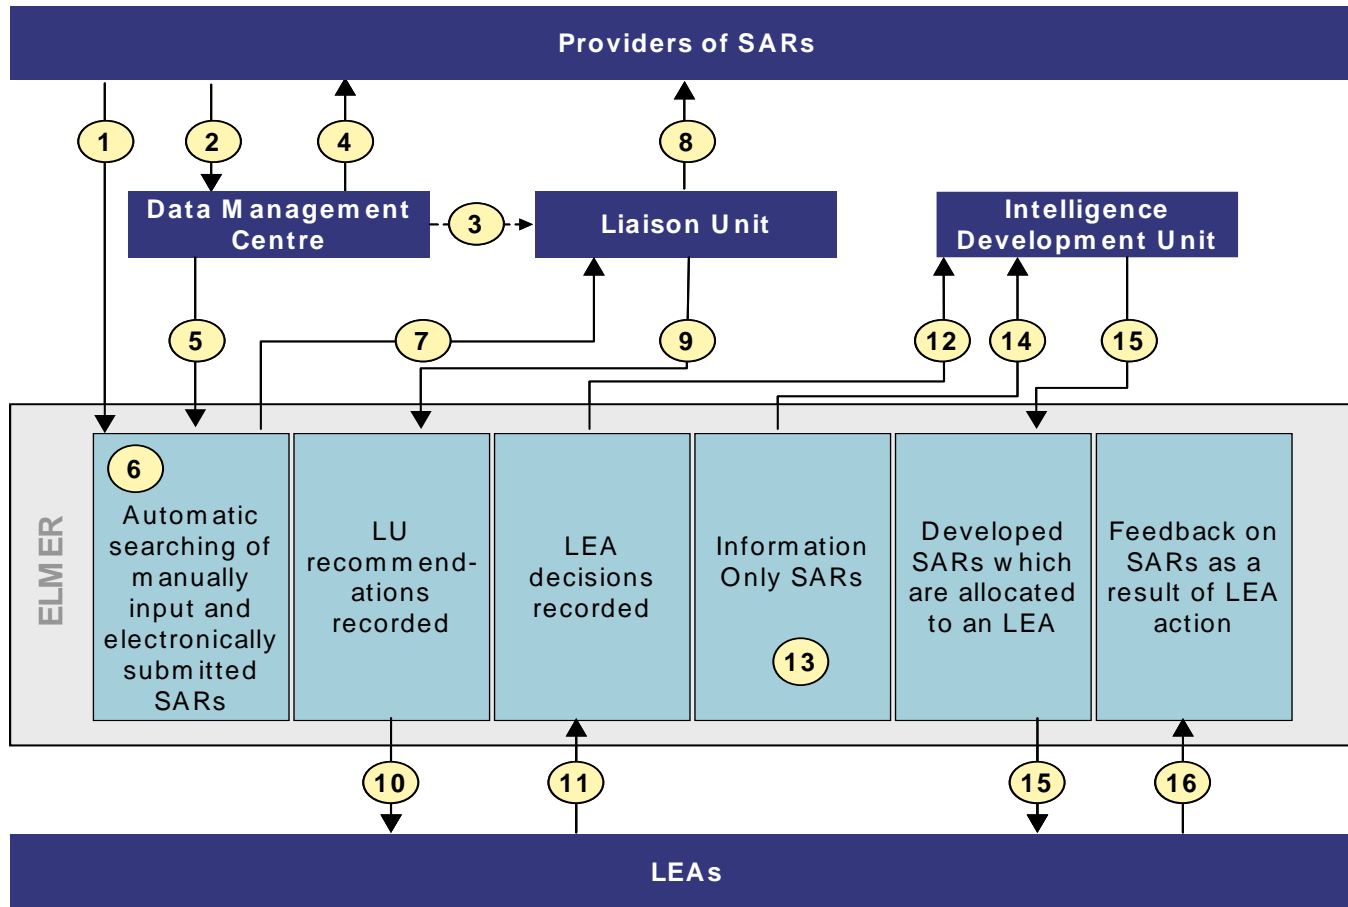 Providers of SARs
1
2
4
8
Data Management
Centre
3
Liaison Unit
Intelligence
Development Unit
5
7
9
12
14
15
ELMER
6
Automatic
searching of
manually
input and
electronically
submitted
SARs
LU
recommend-
ations
recorded
LEA
decisions
recorded
Information
Only SARs
13
Developed
SARs which
are allocated
to an LEA
Feedback on
SARs as a
result of LEA
action
10
11
15
16
LEAs